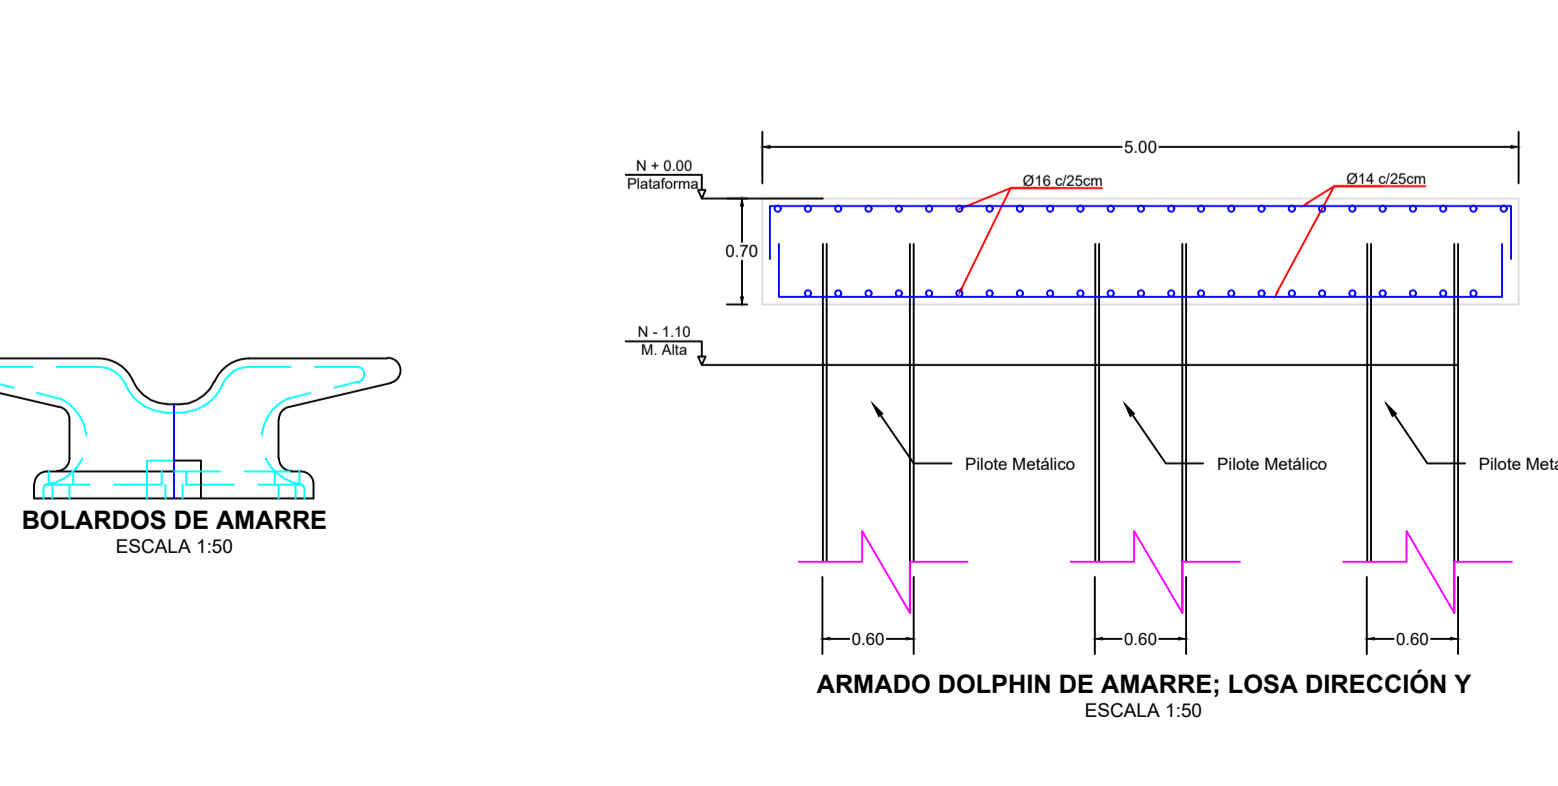 5.00
N + 0.00
Plataforma
Ø16 c/25cm
Ø14 c/25cm
0.70
N - 1.10
M. Alta
Pilote Metálico
Pilote Metálico
Pilote
BOLARDOS DE AMARRE
ESCALA 1:50
0.60
0.60
0.60
ARMADO DOLPHIN DE AMARRE; LOSA DIRECCIÓN Y
ESCALA 1:50